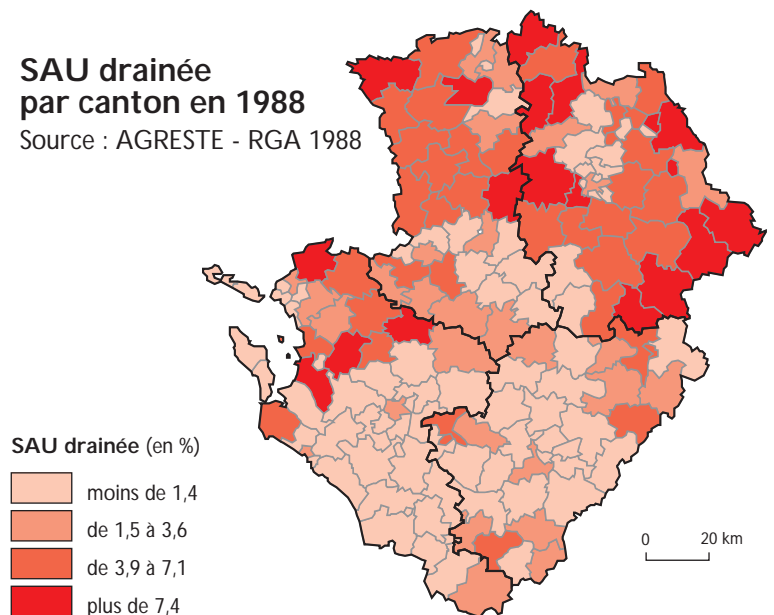 SAU drainée
par canton en 1988
Source : AGRESTE - RGA 1988
SAU drainée (en %)
moins de 1,4
de 1,5 à 3,6
de 3,9 à 7,1
plus de 7,4
0 20 km